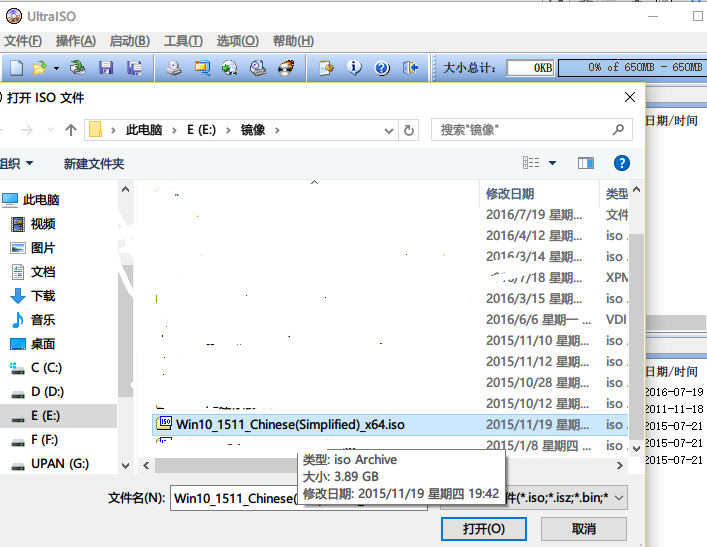 UltraISO
文件(F) 操作(A) 启动(B) 工具(T) 选项(O) 帮助(H)
大小总计： 0KB 0% of 650MB - 650MB
打开 ISO 文件
此电脑 E (E:) 镜像 搜索"镜像"
日期/时间
组织 新建文件夹
此电脑
视频
图片
文档
下载
音乐
桌面
C (C:)
D (D:)
E (E:)
F (F:)
UPAN (G:)
修改日期 类型
2016/7/19 星期... 文件
2016/4/12 星期... iso
2016/3/14 星期... iso
/7/18 星期... XPM
2016/3/15 星期... iso
2016/6/6 星期一 ... VDI
2015/11/10 星期... iso
2015/11/12 星期... iso
2015/10/28 星期... iso
2015/10/12 星期... iso
Win10_1511_Chinese(Simplified)_x64.iso 2015/11/19 星期... iso
2015/1/8 星期四 ... iso
日期/时间
2016-07-19
2011-11-18
2015-07-21
2015-07-21
类型: iso Archive
大小: 3.89 GB
修改日期: 2015/11/19 星期四 19:42
文件名(N): Win10_1511_Chinese( 件(*.iso;*.isz;*.bin;*
打开(O) 取消